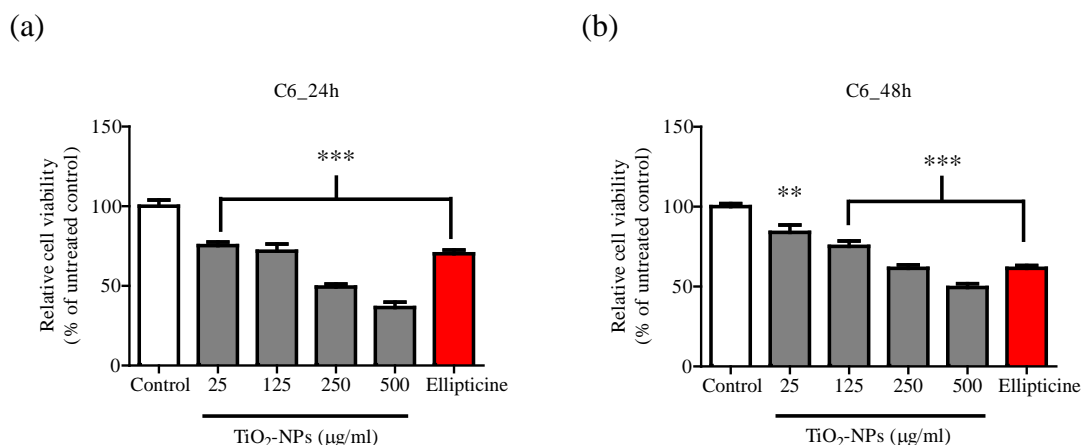 (a)
C6_24h
Relative cell viability
(% of untreated control)
150
100
50
0
***
Control 25 125 250 500 Ellipticine
TiO₂-NPs (μg/ml)
(b)
C6_48h
Relative cell viability
(% of untreated control)
150
100
50
0
**
***
Control 25 125 250 500 Ellipticine
TiO₂-NPs (μg/ml)